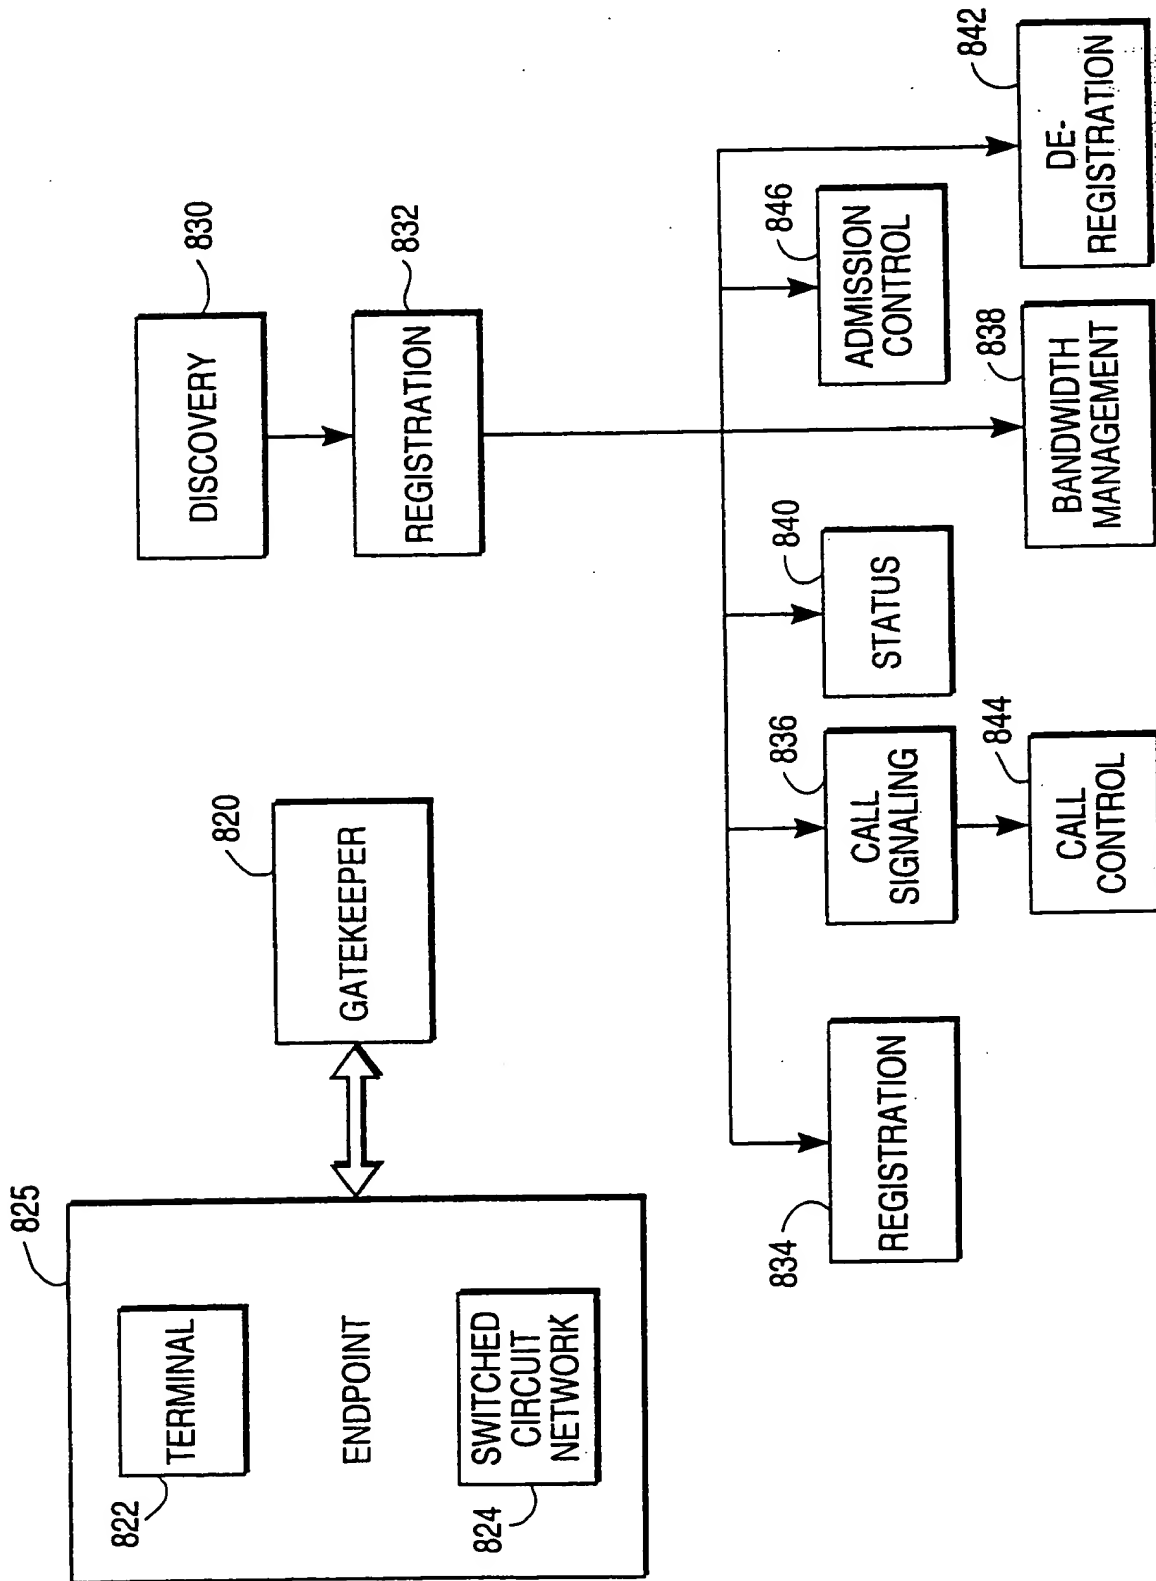 825
TERMINAL
822
ENDPOINT
SWITCHED
CIRCUIT
NETWORK
824
820
GATEKEEPER
DISCOVERY
830
REGISTRATION
832
834
REGISTRATION
836
CALL
SIGNALING
844
CALL
CONTROL
840
STATUS
838
BANDWIDTH
MANAGEMENT
846
ADMISSION
CONTROL
842
DE-
REGISTRATION